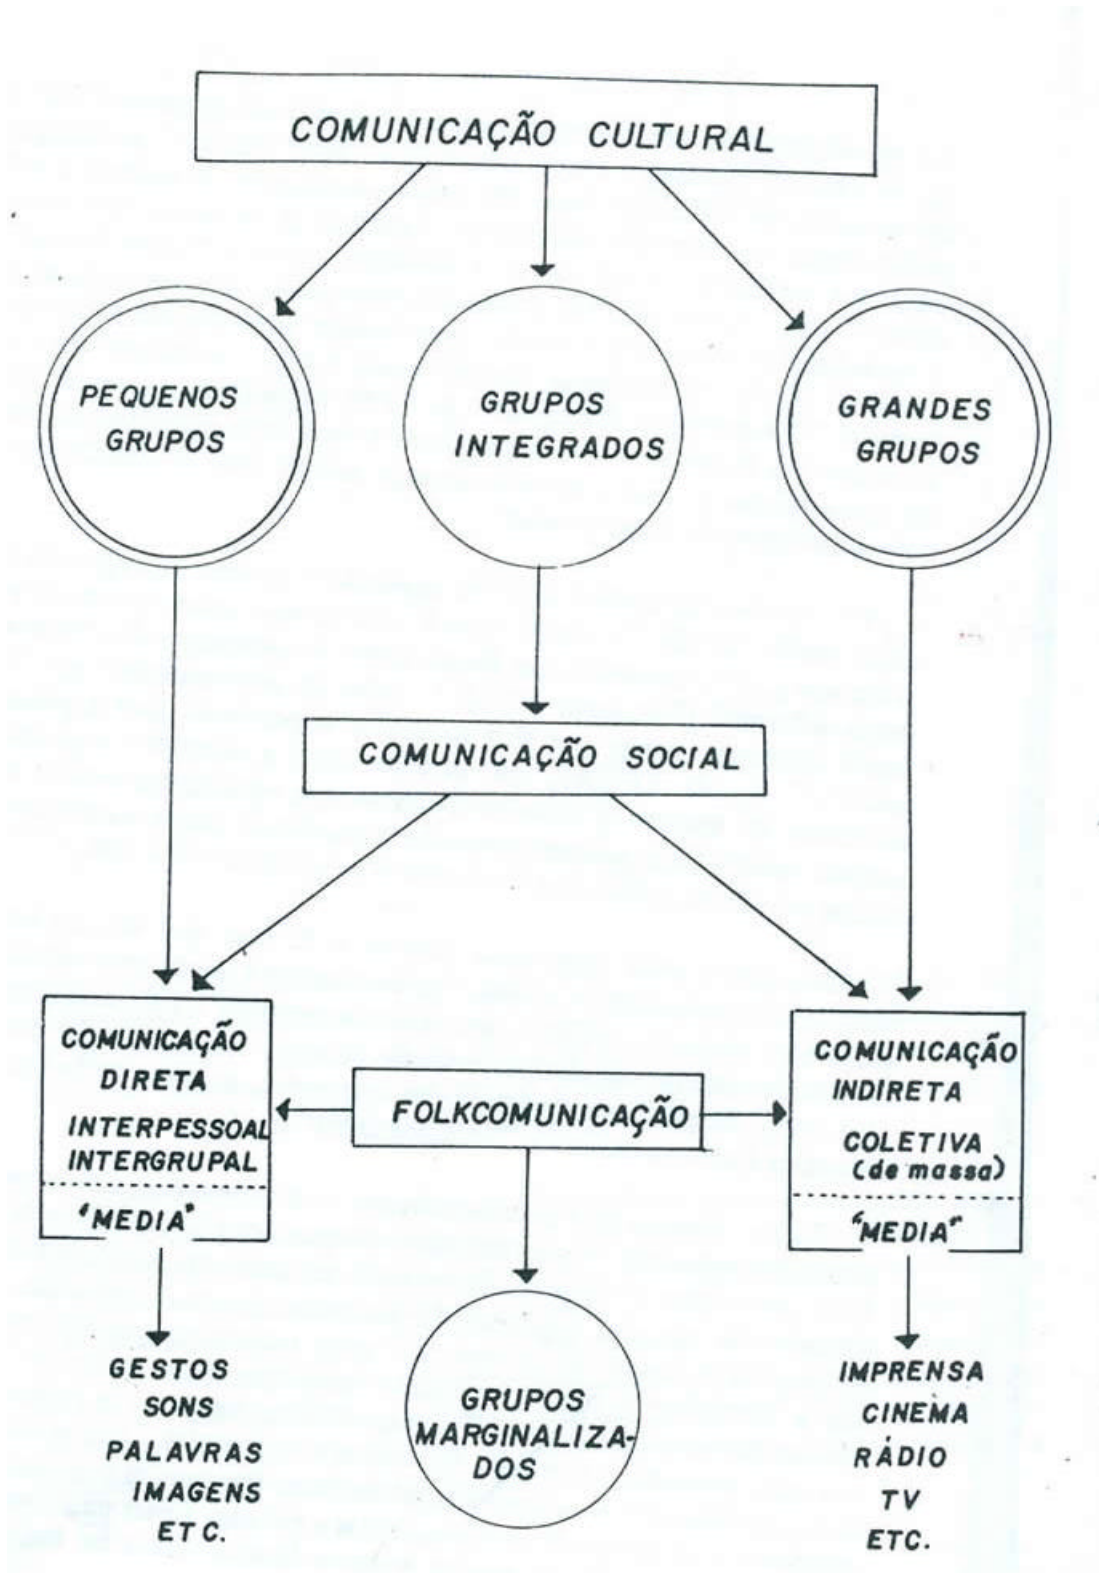 COMUNICAÇÃO CULTURAL
PEQUENOS
GRUPOS
GRUPOS
INTEGRADOS
GRANDES
GRUPOS
COMUNICAÇÃO SOCIAL
COMUNICAÇÃO
DIRETA
INTERPESSOAL
INTERGRUPAL
"MEDIA"
FOLKCOMUNICAÇÃO
COMUNICAÇÃO
INDIRETA
COLETIVA
(de massa)
"MEDIA"
GESTOS
SONS
PALAVRAS
IMAGENS
ETC.
GRUPOS
MARGINALIZA-
DOS
IMPRENSA
CINEMA
RÁDIO
TV
ETC.